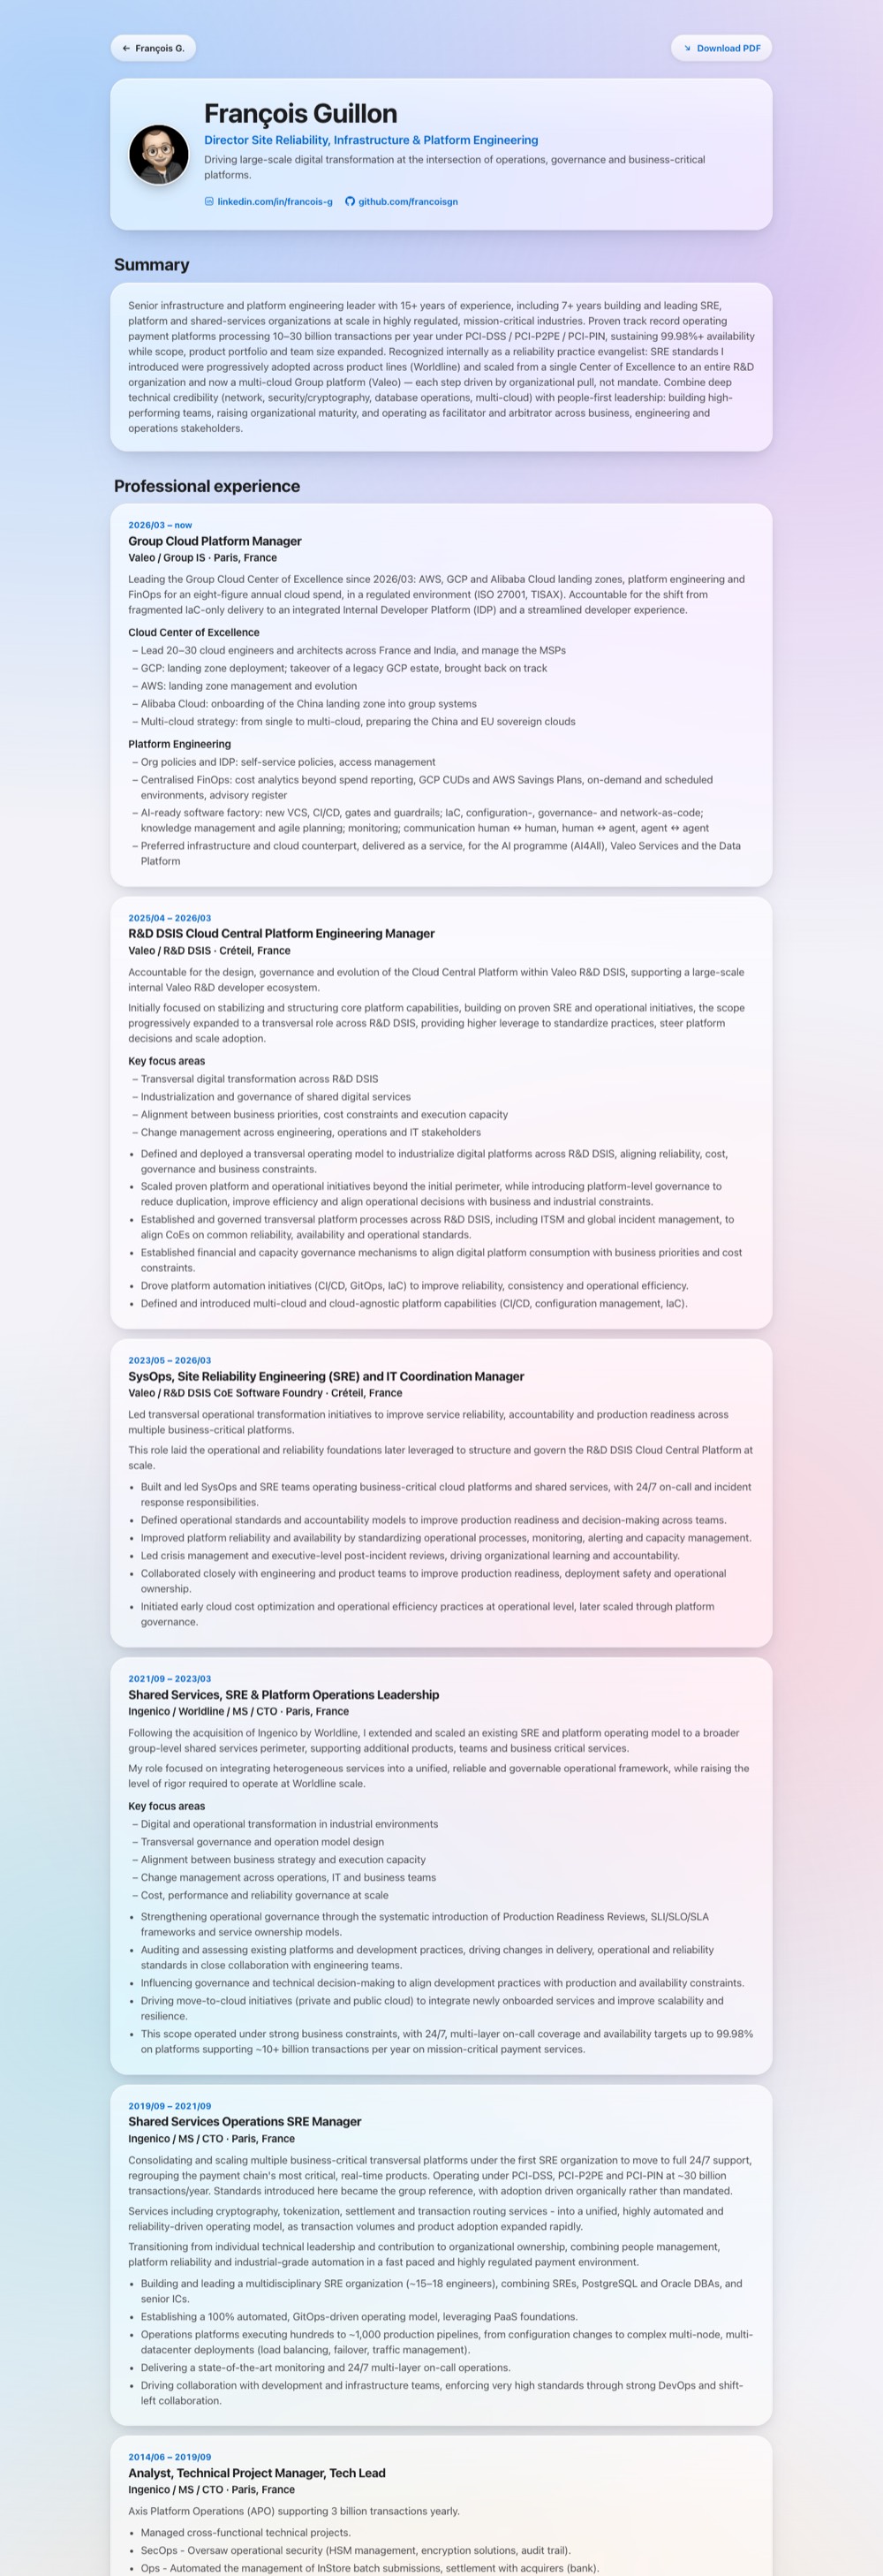 ← François G.
↘ Download PDF
François Guillon
Director Site Reliability, Infrastructure & Platform Engineering
Driving large-scale digital transformation at the intersection of operations, governance and business-critical
platforms.
linkedin.com/in/francois-g github.com/francoisgn
Summary
Senior infrastructure and platform engineering leader with 15+ years of experience, including 7+ years building and leading SRE,
platform and shared-services organizations at scale in highly regulated, mission-critical industries. Proven track record operating
payment platforms processing 10–30 billion transactions per year under PCI-DSS / PCI-P2PE / PCI-PIN, sustaining 99.98%+ availability
while scope, product portfolio and team size expanded. Recognized internally as a reliability practice evangelist: SRE standards I
introduced were progressively adopted across product lines (Worldline) and scaled from a single Center of Excellence to an entire R&D
organization and now a multi-cloud Group platform (Valeo) — each step driven by organizational pull, not mandate. Combine deep
technical credibility (network, security/cryptography, database operations, multi-cloud) with people-first leadership: building high-
performing teams, raising organizational maturity, and operating as facilitator and arbitrator across business, engineering and
operations stakeholders.
Professional experience
2026/03 – now
Group Cloud Platform Manager
Valeo / Group IS · Paris, France
Leading the Group Cloud Center of Excellence since 2026/03: AWS, GCP and Alibaba Cloud landing zones, platform engineering and
FinOps for an eight-figure annual cloud spend, in a regulated environment (ISO 27001, TISAX). Accountable for the shift from
fragmented IaC-only delivery to an integrated Internal Developer Platform (IDP) and a streamlined developer experience.
Cloud Center of Excellence
– Lead 20–30 cloud engineers and architects across France and India, and manage the MSPs
– GCP: landing zone deployment; takeover of a legacy GCP estate, brought back on track
– AWS: landing zone management and evolution
– Alibaba Cloud: onboarding of the China landing zone into group systems
– Multi-cloud strategy: from single to multi-cloud, preparing the China and EU sovereign clouds
Platform Engineering
– Org policies and IDP: self-service policies, access management
– Centralised FinOps: cost analytics beyond spend reporting, GCP CUDs and AWS Savings Plans, on-demand and scheduled
environments, advisory register
– AI-ready software factory: new VCS, CI/CD, gates and guardrails; IaC, configuration-, governance- and network-as-code;
knowledge management and agile planning; monitoring; communication human ↔ human, human ↔ agent, agent ↔ agent
– Preferred infrastructure and cloud counterpart, delivered as a service, for the AI programme (AI4All), Valeo Services and the Data
Platform
2025/04 – 2026/03
R&D DSIS Cloud Central Platform Engineering Manager
Valeo / R&D DSIS · Créteil, France
Accountable for the design, governance and evolution of the Cloud Central Platform within Valeo R&D DSIS, supporting a large-scale
internal Valeo R&D developer ecosystem.
Initially focused on stabilizing and structuring core platform capabilities, building on proven SRE and operational initiatives, the scope
progressively expanded to a transversal role across R&D DSIS, providing higher leverage to standardize practices, steer platform
decisions and scale adoption.
Key focus areas
– Transversal digital transformation across R&D DSIS
– Industrialization and governance of shared digital services
– Alignment between business priorities, cost constraints and execution capacity
– Change management across engineering, operations and IT stakeholders
• Defined and deployed a transversal operating model to industrialize digital platforms across R&D DSIS, aligning reliability, cost,
governance and business constraints.
• Scaled proven platform and operational initiatives beyond the initial perimeter, while introducing platform-level governance to
reduce duplication, improve efficiency and align operational decisions with business and industrial constraints.
• Established and governed transversal platform processes across R&D DSIS, including ITSM and global incident management, to
align CoEs on common reliability, availability and operational standards.
• Established financial and capacity governance mechanisms to align digital platform consumption with business priorities and cost
constraints.
• Drove platform automation initiatives (CI/CD, GitOps, IaC) to improve reliability, consistency and operational efficiency.
• Defined and introduced multi-cloud and cloud-agnostic platform capabilities (CI/CD, configuration management, IaC).
2023/05 – 2026/03
SysOps, Site Reliability Engineering (SRE) and IT Coordination Manager
Valeo / R&D DSIS CoE Software Foundry · Créteil, France
Led transversal operational transformation initiatives to improve service reliability, accountability and production readiness across
multiple business-critical platforms.
This role laid the operational and reliability foundations later leveraged to structure and govern the R&D DSIS Cloud Central Platform at
scale.
• Built and led SysOps and SRE teams operating business-critical cloud platforms and shared services, with 24/7 on-call and incident
response responsibilities.
• Defined operational standards and accountability models to improve production readiness and decision-making across teams.
• Improved platform reliability and availability by standardizing operational processes, monitoring, alerting and capacity management.
• Led crisis management and executive-level post-incident reviews, driving organizational learning and accountability.
• Collaborated closely with engineering and product teams to improve production readiness, deployment safety and operational
ownership.
• Initiated early cloud cost optimization and operational efficiency practices at operational level, later scaled through platform
governance.
2021/09 – 2023/03
Shared Services, SRE & Platform Operations Leadership
Ingenico / Worldline / MS / CTO · Paris, France
Following the acquisition of Ingenico by Worldline, I extended and scaled an existing SRE and platform operating model to a broader
group-level shared services perimeter, supporting additional products, teams and business critical services.
My role focused on integrating heterogeneous services into a unified, reliable and governable operational framework, while raising the
level of rigor required to operate at Worldline scale.
Key focus areas
– Digital and operational transformation in industrial environments
– Transversal governance and operation model design
– Alignment between business strategy and execution capacity
– Change management across operations, IT and business teams
– Cost, performance and reliability governance at scale
• Strengthening operational governance through the systematic introduction of Production Readiness Reviews, SLI/SLO/SLA
frameworks and service ownership models.
• Auditing and assessing existing platforms and development practices, driving changes in delivery, operational and reliability
standards in close collaboration with engineering teams.
• Influencing governance and technical decision-making to align development practices with production and availability constraints.
• Driving move-to-cloud initiatives (private and public cloud) to integrate newly onboarded services and improve scalability and
resilience.
• This scope operated under strong business constraints, with 24/7, multi-layer on-call coverage and availability targets up to 99.98%
on platforms supporting ~10+ billion transactions per year on mission-critical payment services.
2019/09 – 2021/09
Shared Services Operations SRE Manager
Ingenico / MS / CTO · Paris, France
Consolidating and scaling multiple business-critical transversal platforms under the first SRE organization to move to full 24/7 support,
regrouping the payment chain's most critical, real-time products. Operating under PCI-DSS, PCI-P2PE and PCI-PIN at ~30 billion
transactions/year. Standards introduced here became the group reference, with adoption driven organically rather than mandated.
Services including cryptography, tokenization, settlement and transaction routing services - into a unified, highly automated and
reliability-driven operating model, as transaction volumes and product adoption expanded rapidly.
Transitioning from individual technical leadership and contribution to organizational ownership, combining people management,
platform reliability and industrial-grade automation in a fast paced and highly regulated payment environment.
• Building and leading a multidisciplinary SRE organization (~15–18 engineers), combining SREs, PostgreSQL and Oracle DBAs, and
senior ICs.
• Establishing a 100% automated, GitOps-driven operating model, leveraging PaaS foundations.
• Operations platforms executing hundreds to ~1,000 production pipelines, from configuration changes to complex multi-node, multi-
datacenter deployments (load balancing, failover, traffic management).
• Delivering a state-of-the-art monitoring and 24/7 multi-layer on-call operations.
• Driving collaboration with development and infrastructure teams, enforcing very high standards through strong DevOps and shift-
left collaboration.
2014/06 – 2019/09
Analyst, Technical Project Manager, Tech Lead
Ingenico / MS / CTO · Paris, France
Axis Platform Operations (APO) supporting 3 billion transactions yearly.
• Managed cross-functional technical projects.
• SecOps - Oversaw operational security (HSM management, encryption solutions, audit trail).
• Ops - Automated the management of InStore batch submissions, settlement with acquirers (bank).